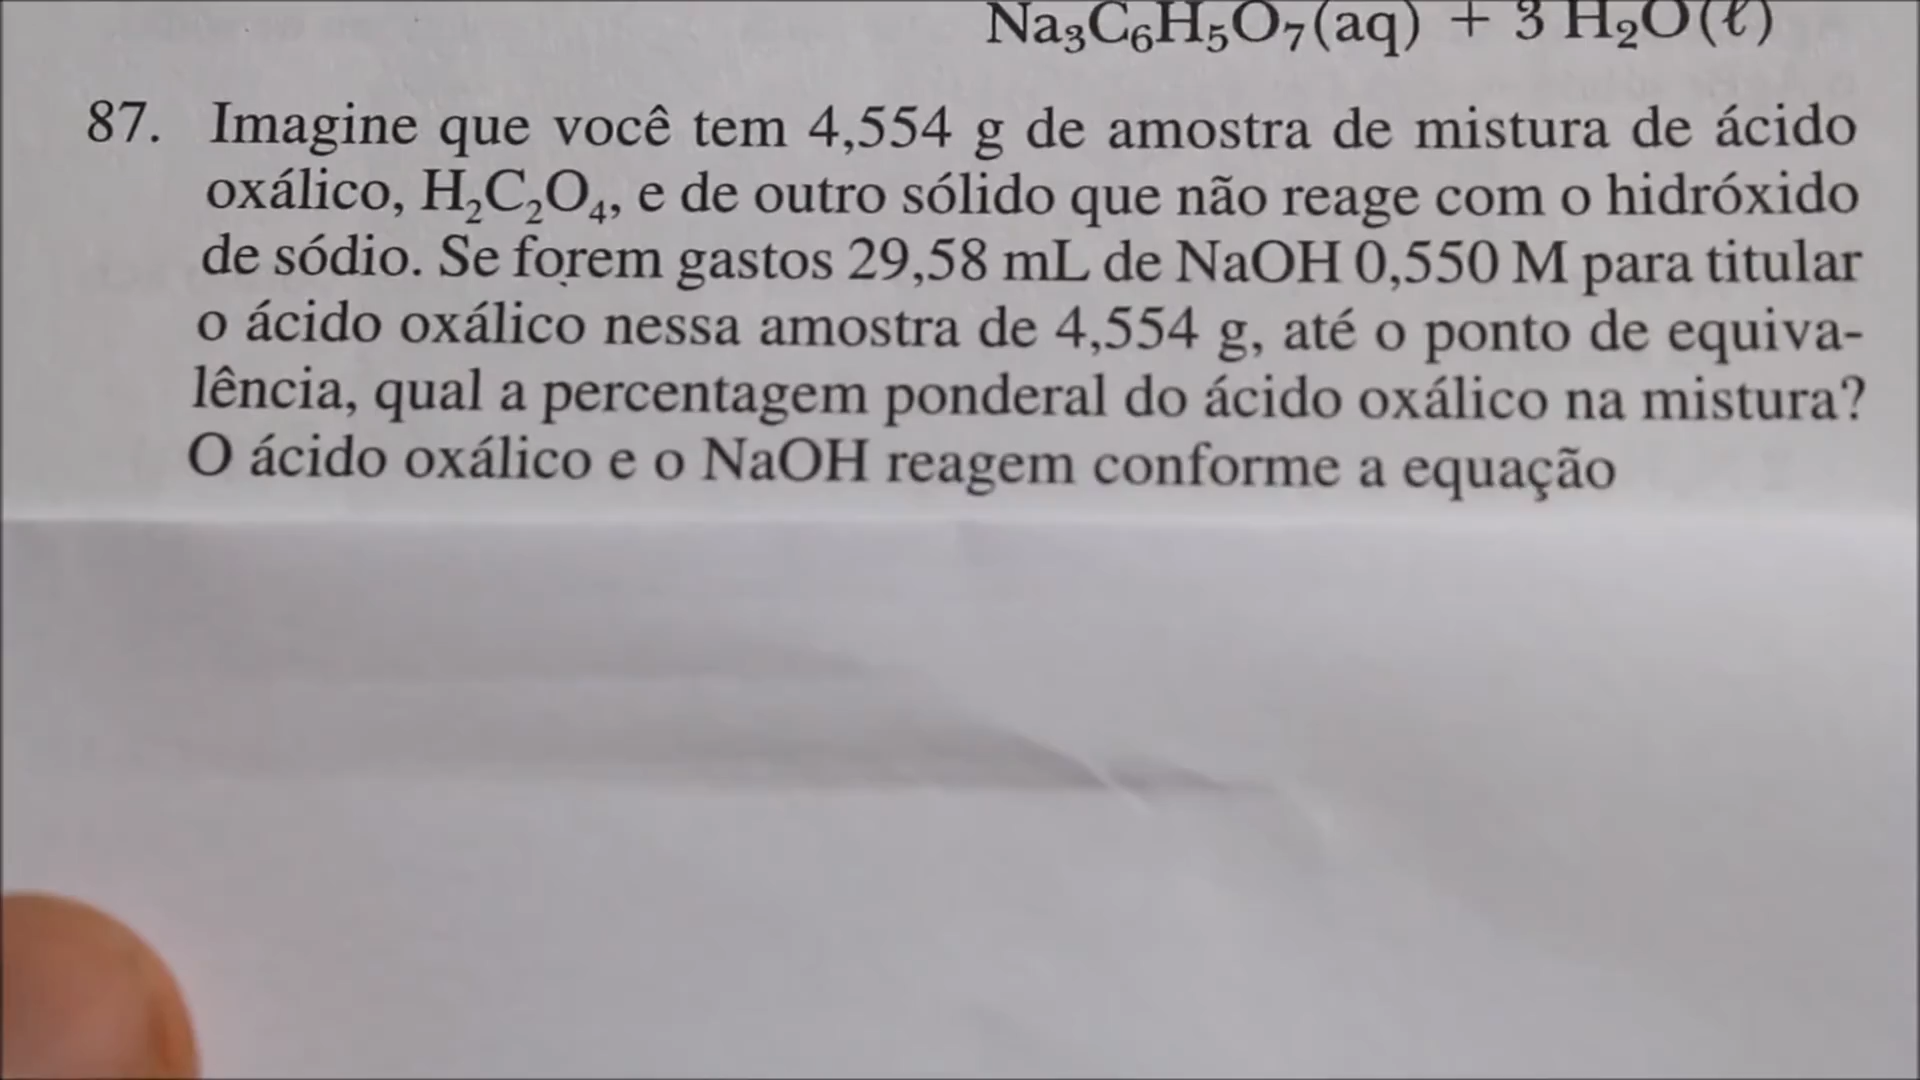 Na₃C₆H₅O₇(aq) + 3 H₂O(ℓ)
87. Imagine que você tem 4,554 g de amostra de mistura de ácido
oxálico, H₂C₂O₄, e de outro sólido que não reage com o hidróxido
de sódio. Se forem gastos 29,58 mL de NaOH 0,550 M para titular
o ácido oxálico nessa amostra de 4,554 g, até o ponto de equiva-
lência, qual a percentagem ponderal do ácido oxálico na mistura?
O ácido oxálico e o NaOH reagem conforme a equação